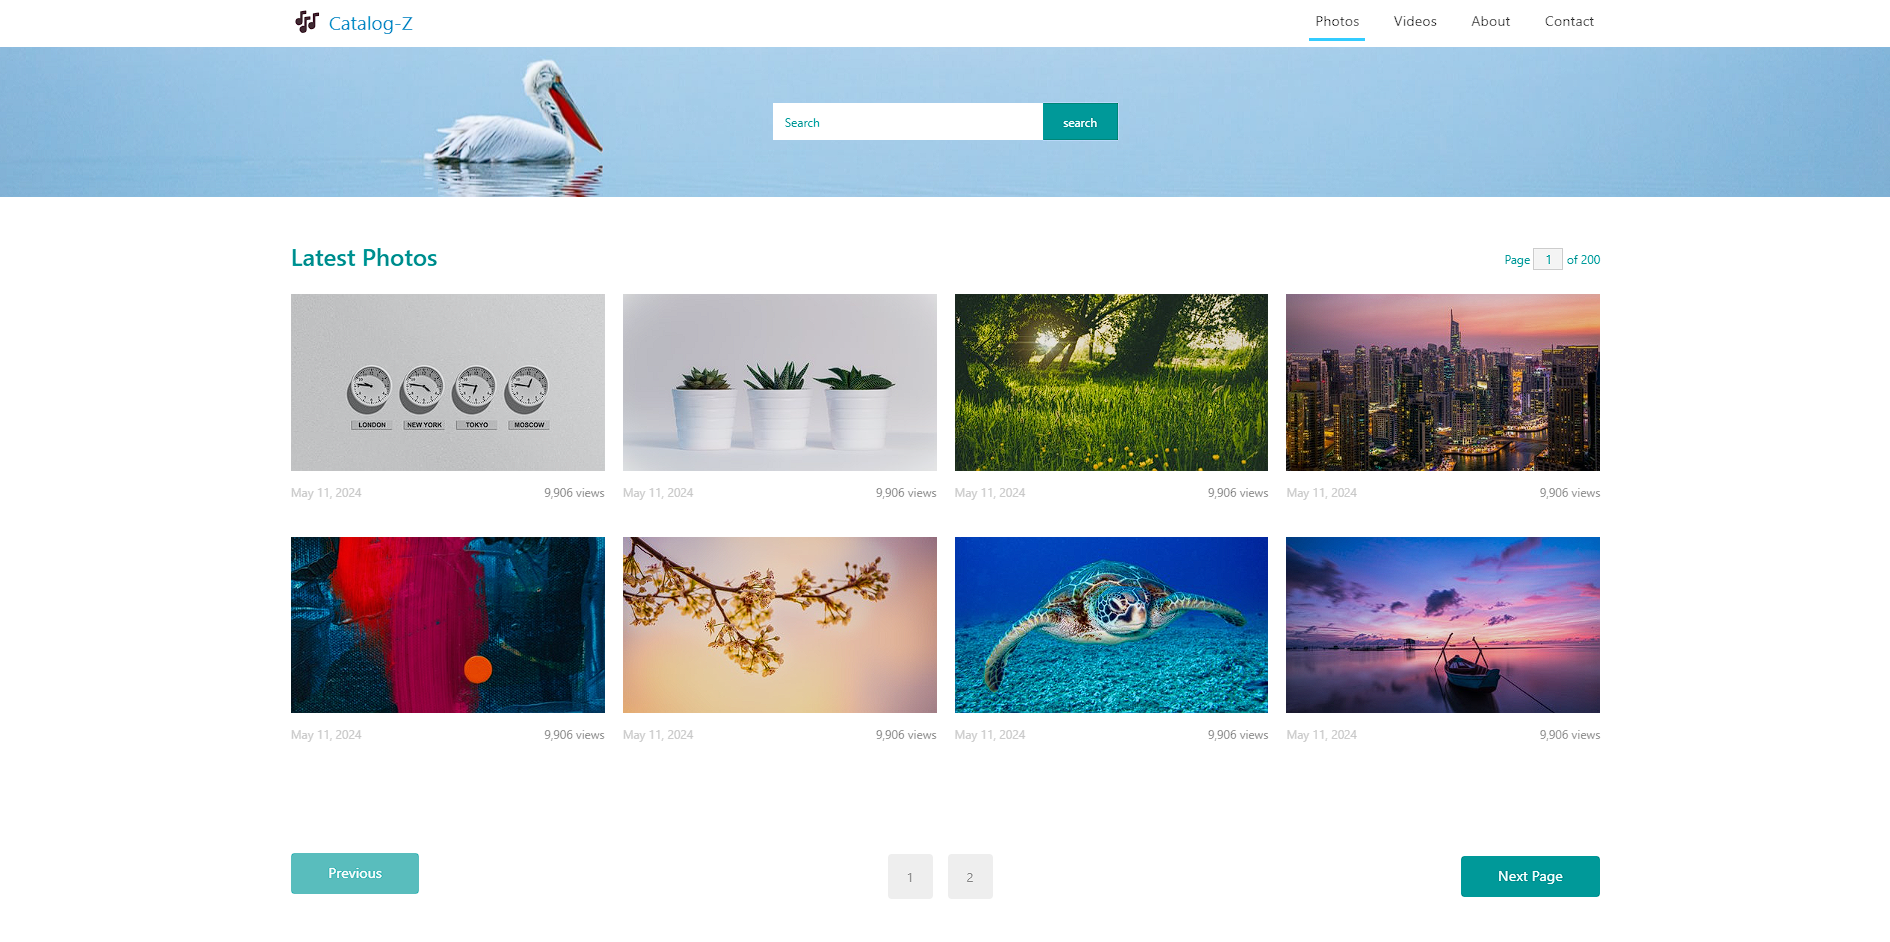 Catalog-Z
Photos Videos About Contact
Search search
Latest Photos
Page 1 of 200
LONDON NEW YORK TOKYO MOSCOW
May 11, 2024 9,906 views
May 11, 2024 9,906 views
May 11, 2024 9,906 views
May 11, 2024 9,906 views
May 11, 2024 9,906 views
May 11, 2024 9,906 views
May 11, 2024 9,906 views
May 11, 2024 9,906 views
Previous
1 2
Next Page